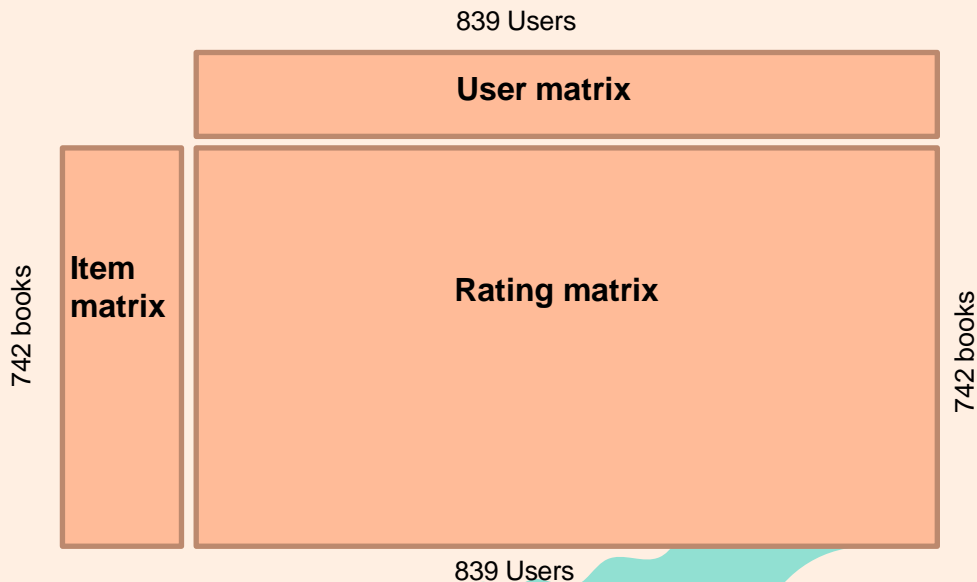 839 Users
User matrix
Item
matrix
Rating matrix
742 books
742 books
839 Users